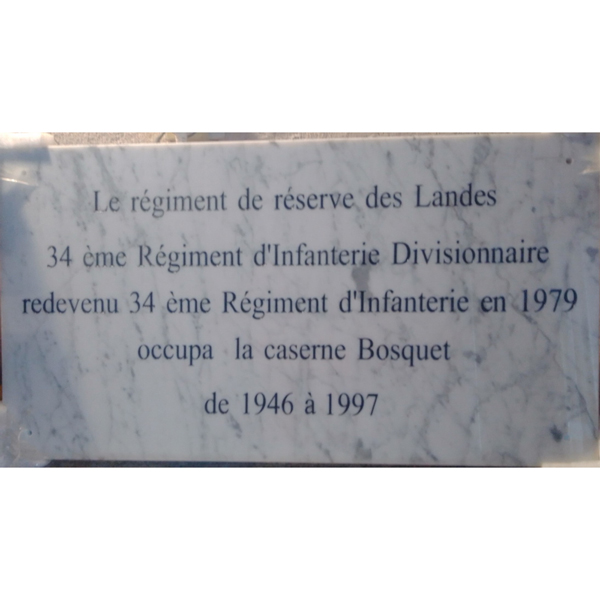 Le régiment de réserve des Landes
34 ème Régiment d'Infanterie Divisionnaire
redevenu 34 ème Régiment d'Infanterie en 1979
occupa la caserne Bosquet
de 1946 à 1997